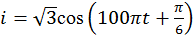 i = √3cos(100πt + π/6)